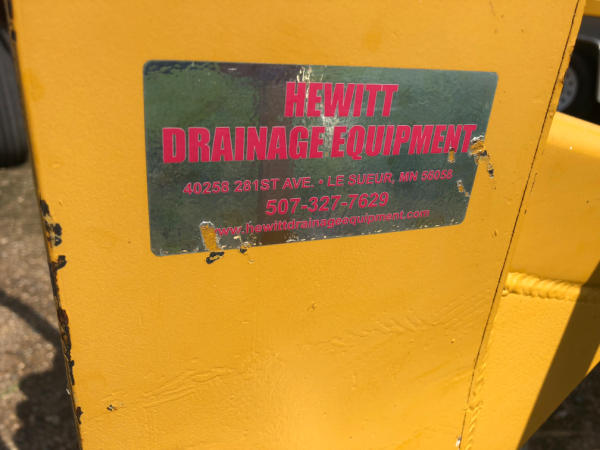 HEWITT
DRAINAGE EQUIPMENT
40258 281ST AVE. • LE SUEUR, MN 56058
507-327-7629
www.hewittdrainageequipment.com